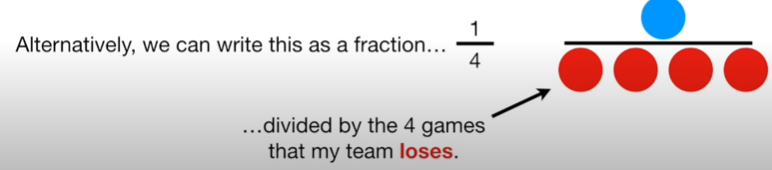 Alternatively, we can write this as a fraction... 1/4
...divided by the 4 games
that my team loses.